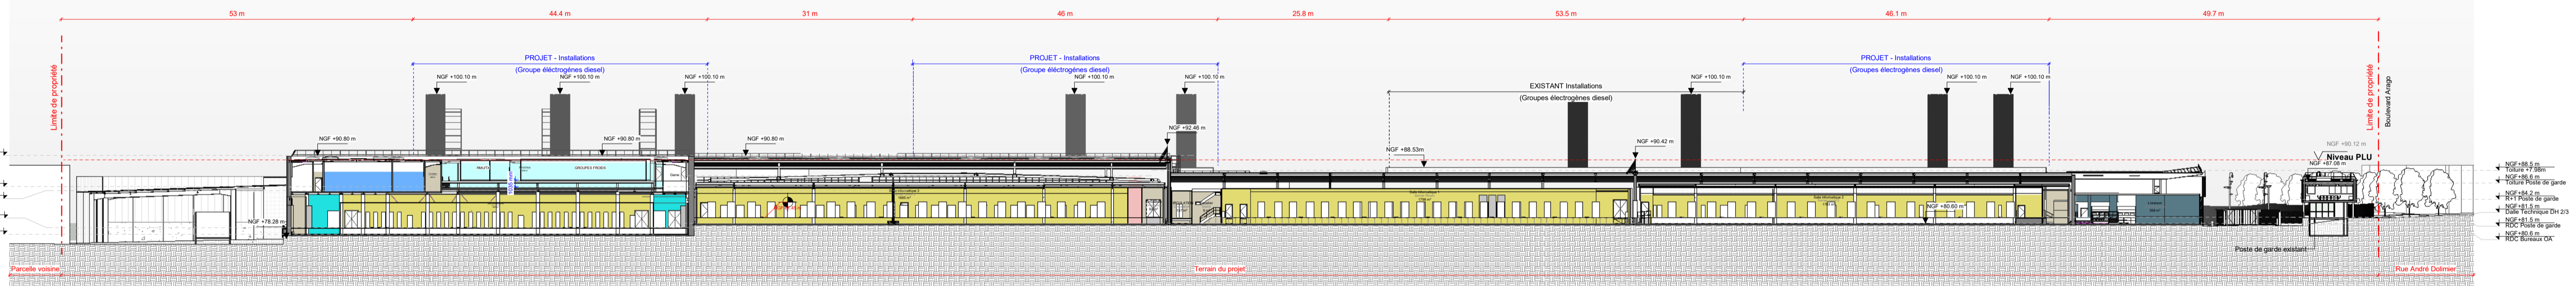 53 m
44.4 m
31 m
46 m
25.8 m
53.5 m
46.1 m
49.7 m
PROJET - Installations
(Groupe éléctrogènes diesel)
PROJET - Installations
(Groupe éléctrogènes diesel)
PROJET - Installations
(Groupes électrogènes diesel)
EXISTANT Installations
(Groupes électrogènes diesel)
NGF +100.10 m
NGF +100.10 m
NGF +100.10 m
NGF +100.10 m
NGF +100.10 m
NGF +100.10 m
NGF +100.10 m
NGF +100.10 m
Limite de propriété
Limite de propriété
Boulevard Arago
NGF +90.80 m
NGF +90.80 m
NGF +90.80 m
NGF +92.46 m
NGF +88.53m
NGF +90.42 m
NGF +90.12 m
Niveau PLU
NGF +87.08 m
GROUPES FROIDS
NGF +78.28 m
NGF +80.60 m
NGF+88.5 m
Toiture +7.98m
NGF+86.6 m
Toiture Poste de garde
NGF+84.2 m
R+1 Poste de garde
NGF+81.5 m
Dalle Technique DH 2/3
NGF+81.5 m
RDC Poste de garde
NGF+80.6 m
RDC Bureaux OA
Poste de garde existant
Parcelle voisine
Terrain du projet
Rue André Dolimier